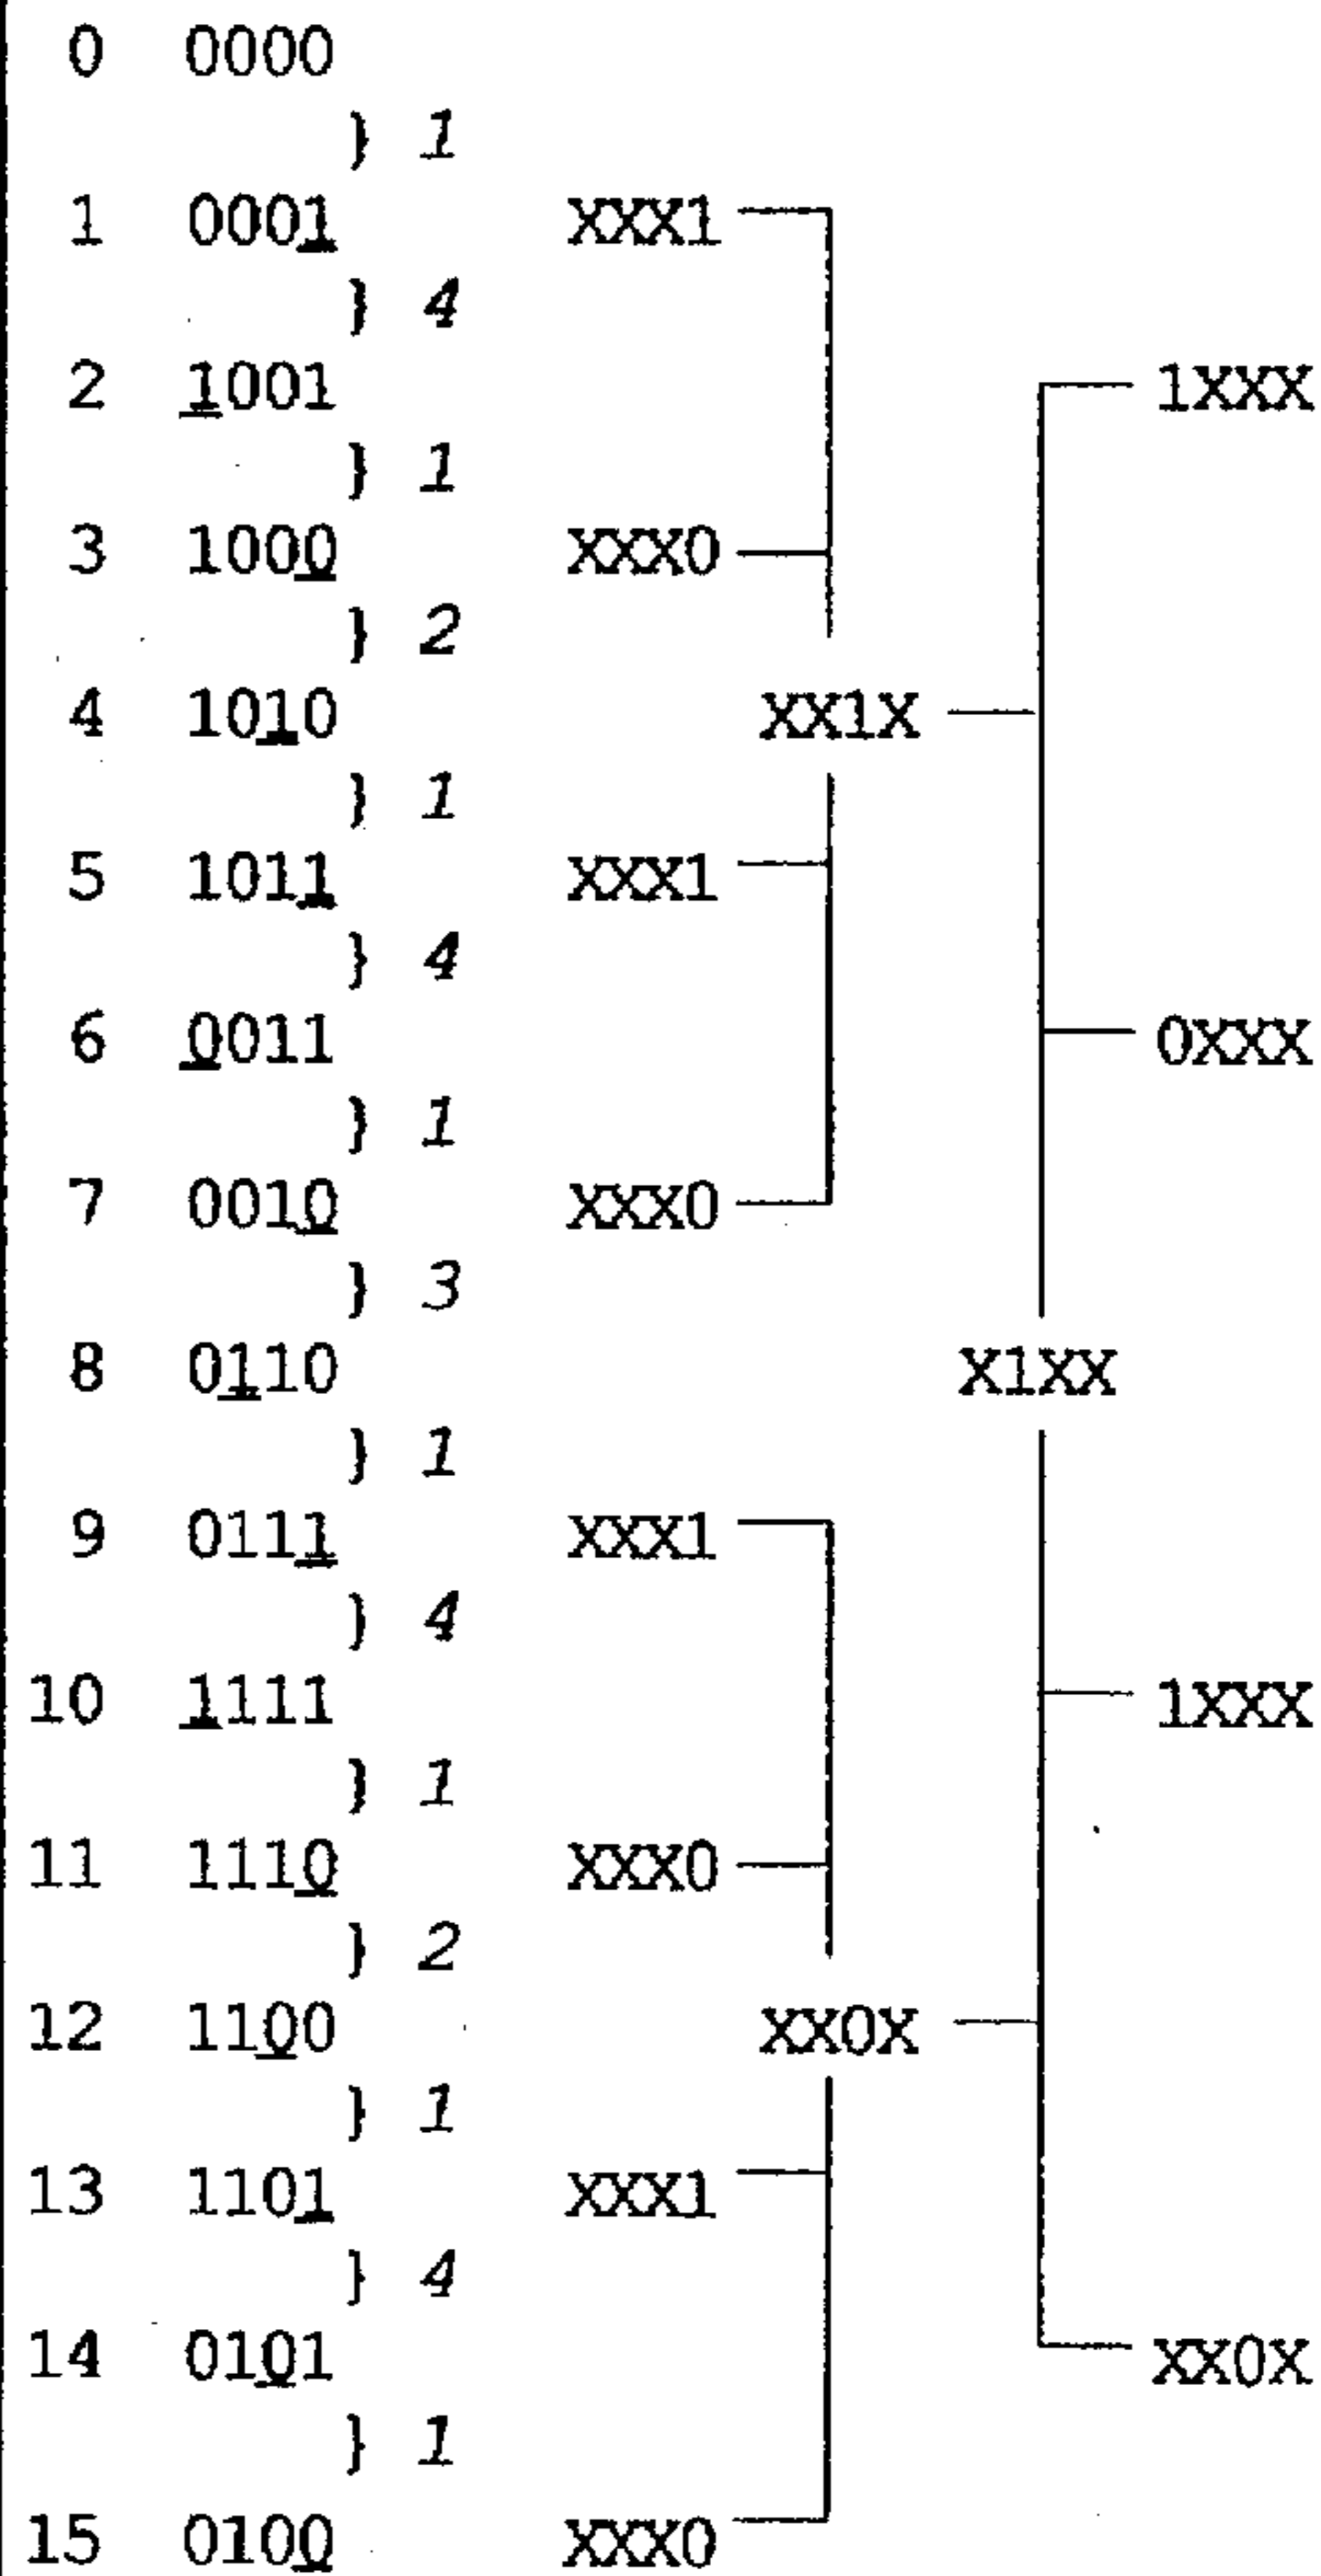 0 0000
} 1
1 0001 XXX1
} 4
2 1001 1XXX
} 1
3 1000 XXX0
} 2
4 1010 XX1X
} 1
5 1011 XXX1
} 4
6 0011 0XXX
} 1
7 0010 XXX0
} 3
8 0110 X1XX
} 1
9 0111 XXX1
} 4
10 1111 1XXX
} 1
11 1110 XXX0
} 2
12 1100 XX0X
} 1
13 1101 XXX1
} 4
14 0101 XX0X
} 1
15 0100 XXX0